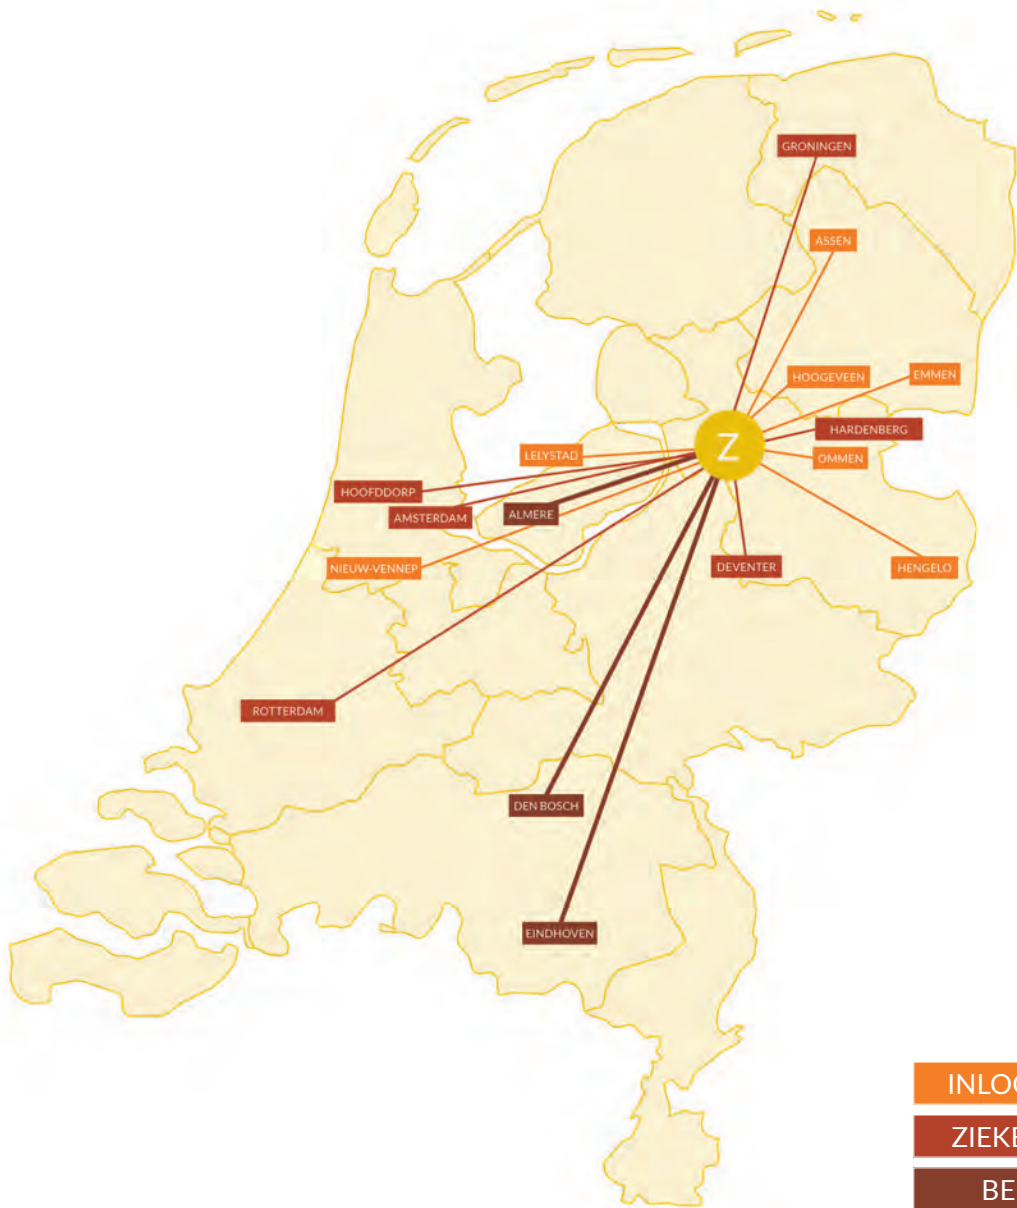 GRONINGEN
ASSEN
HOOGEVEEN
EMMEN
HARDENBERG
Z
LELYSTAD
OMMEN
HOOFDDORP
AMSTERDAM
ALMERE
NIEUW-VENNEP
DEVENTER
HENGELO
ROTTERDAM
DEN BOSCH
EINDHOVEN